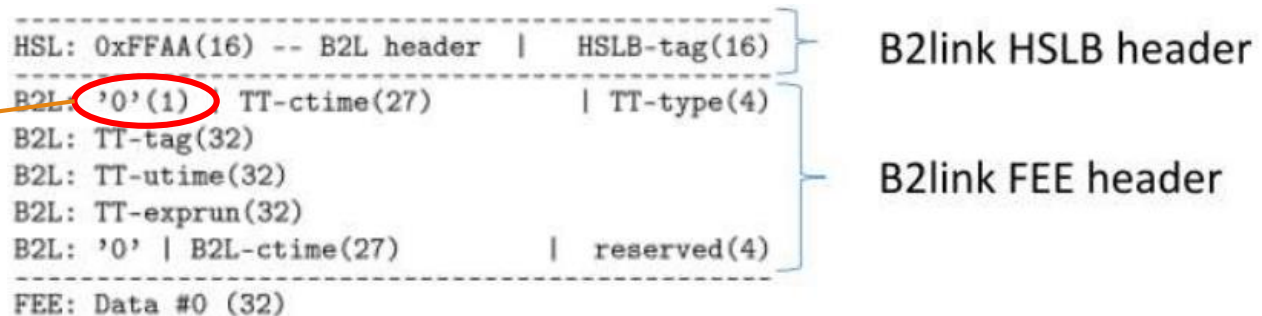 HSL: 0xFFAA(16) -- B2L header | HSLB-tag(16)
B2link HSLB header
B2L: '0'(1) | TT-ctime(27) | TT-type(4)
B2L: TT-tag(32)
B2L: TT-utime(32)
B2link FEE header
B2L: TT-exprun(32)
B2L: '0' | B2L-ctime(27) | reserved(4)
FEE: Data #0 (32)